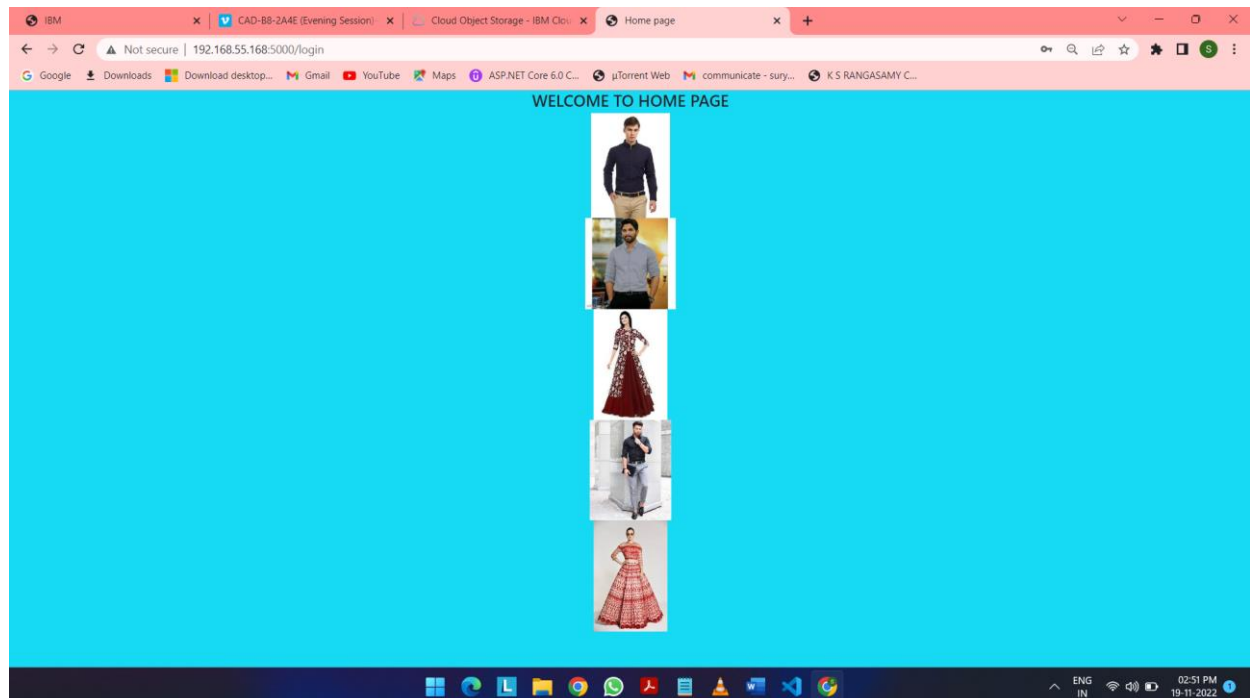 IBM
CAD-BB-2A4E (Evening Session)
Cloud Object Storage - IBM Clou
Home page
Not secure | 192.168.55.168:5000/login
Google Downloads Download desktop... Gmail YouTube Maps ASP.NET Core 6.0 C... µTorrent Web communicate - sury... K S RANGASAMY C...
S
WELCOME TO HOME PAGE
ENG
IN
02:51 PM
19-11-2022
1